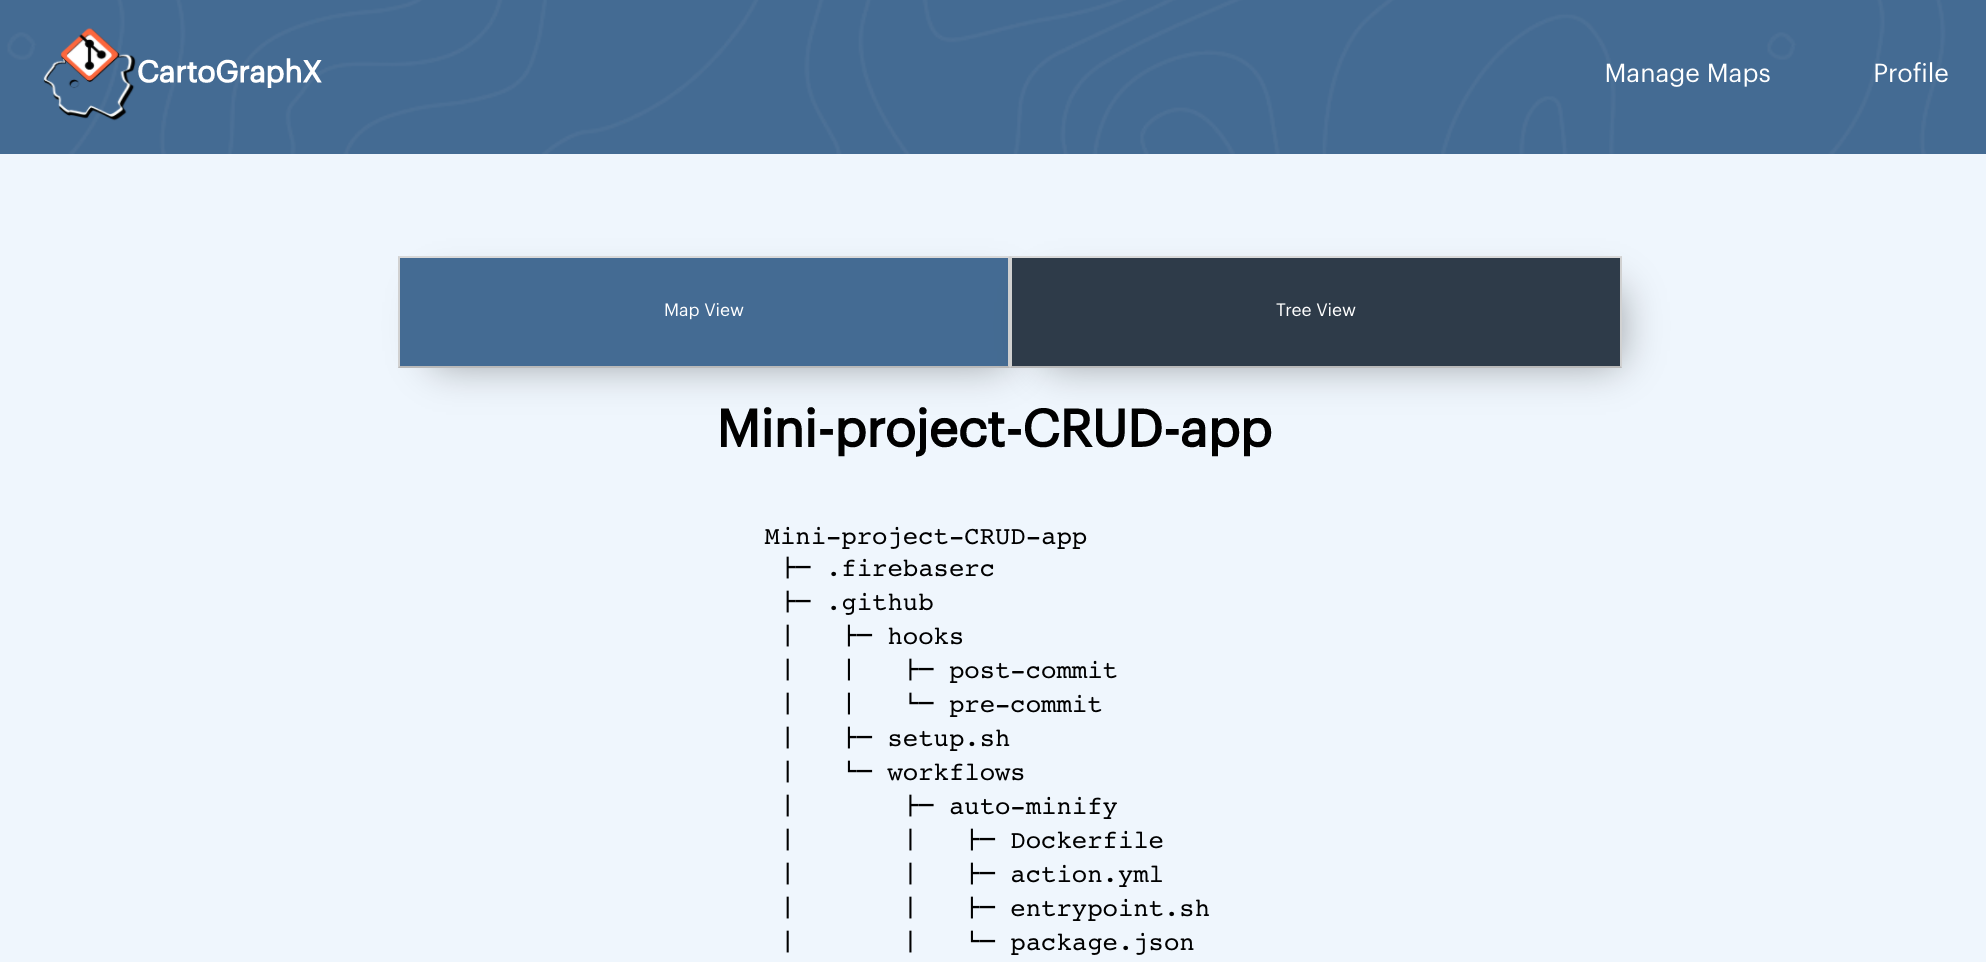 CartoGraphX
Manage Maps Profile
Map View Tree View
Mini-project-CRUD-app
Mini-project-CRUD-app
├─ .firebaserc
├─ .github
│  ├─ hooks
│  │  ├─ post-commit
│  │  └─ pre-commit
│  ├─ setup.sh
│  └─ workflows
│     ├─ auto-minify
│     │  ├─ Dockerfile
│     │  ├─ action.yml
│     │  ├─ entrypoint.sh
│     │  └─ package.json